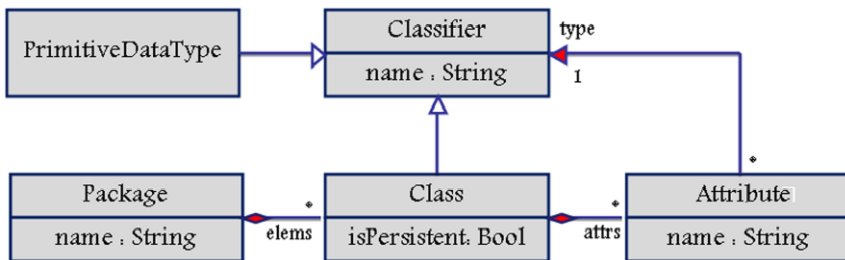 PrimitiveDataType
Classifier
name : String
type
1
*
Package
name : String
*
elems
Class
isPersistent: Bool
*
attrs
Attribute
name : String